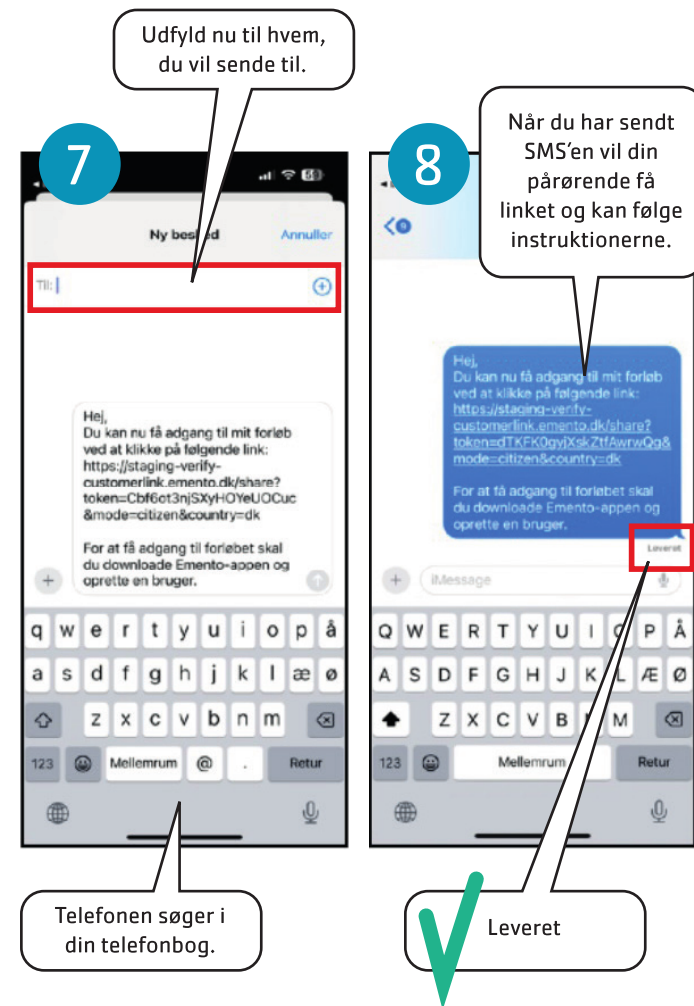 Udfyld nu til hvem,
du vil sende til.
7
Ny besked
Annuller
Til:
Hej,
Du kan nu få adgang til mit forløb
ved at klikke på følgende link:
https://staging-verify-
customerlink.emento.dk/share?
token=Cbf6ot3njSXyHOYeUOCuc
&mode=citizen&country=dk
For at få adgang til forløbet skal
du downloade Emento-appen og
oprette en bruger.
q w e r t y u i o p å
a s d f g h j k l æ ø
z x c v b n m
123 Mellemrum @ . Retur
Telefonen søger i
din telefonbog.
8
Når du har sendt
SMS'en vil din
pårørende få
linket og kan følge
instruktionerne.
9
Hej,
Du kan nu få adgang til mit forløb
ved at klikke på følgende link:
https://staging-verify-
customerlink.emento.dk/share?
token=dTKFK0gyjXskZtfAwrwQg&
mode=citizen&country=dk
For at få adgang til forløbet skal
du downloade Emento-appen og
oprette en bruger.
Leveret
iMessage
Q W E R T Y U I O P Å
A S D F G H J K L Æ Ø
Z X C V B N M
123 Mellemrum Retur
Leveret